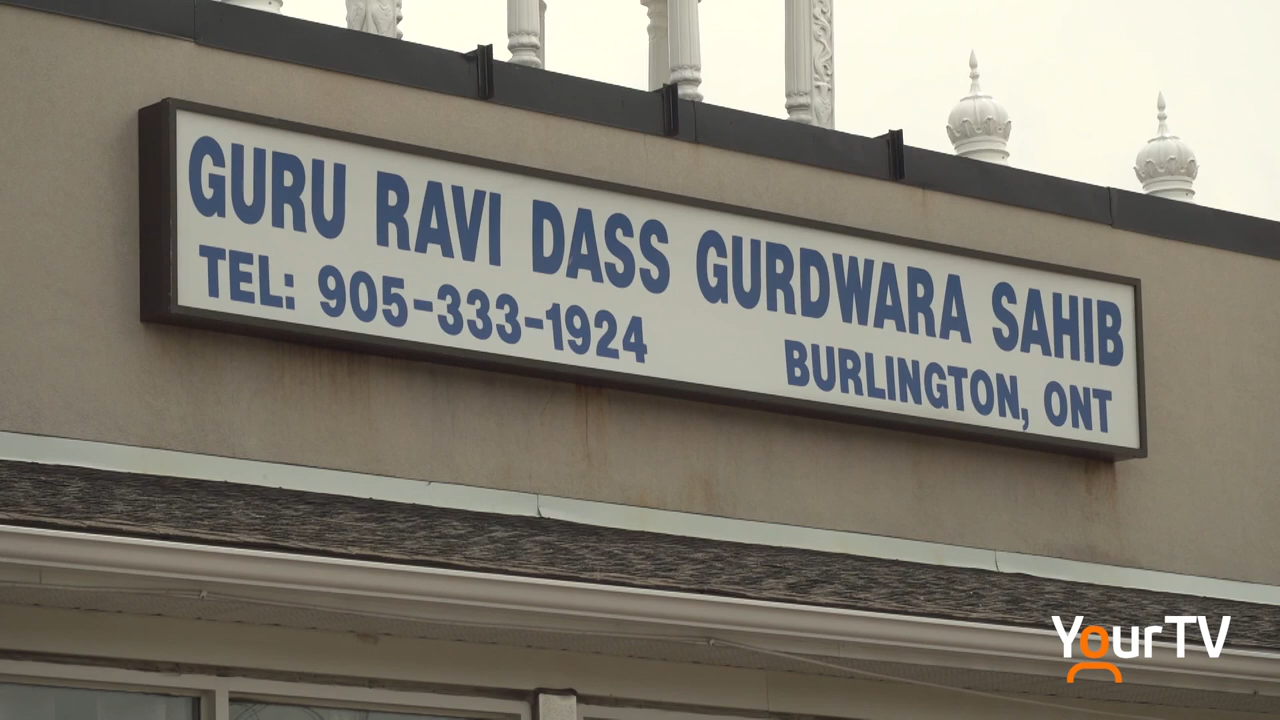 GURU RAVI DASS GURDWARA SAHIB
TEL: 905-333-1924
BURLINGTON, ONT
YourTV